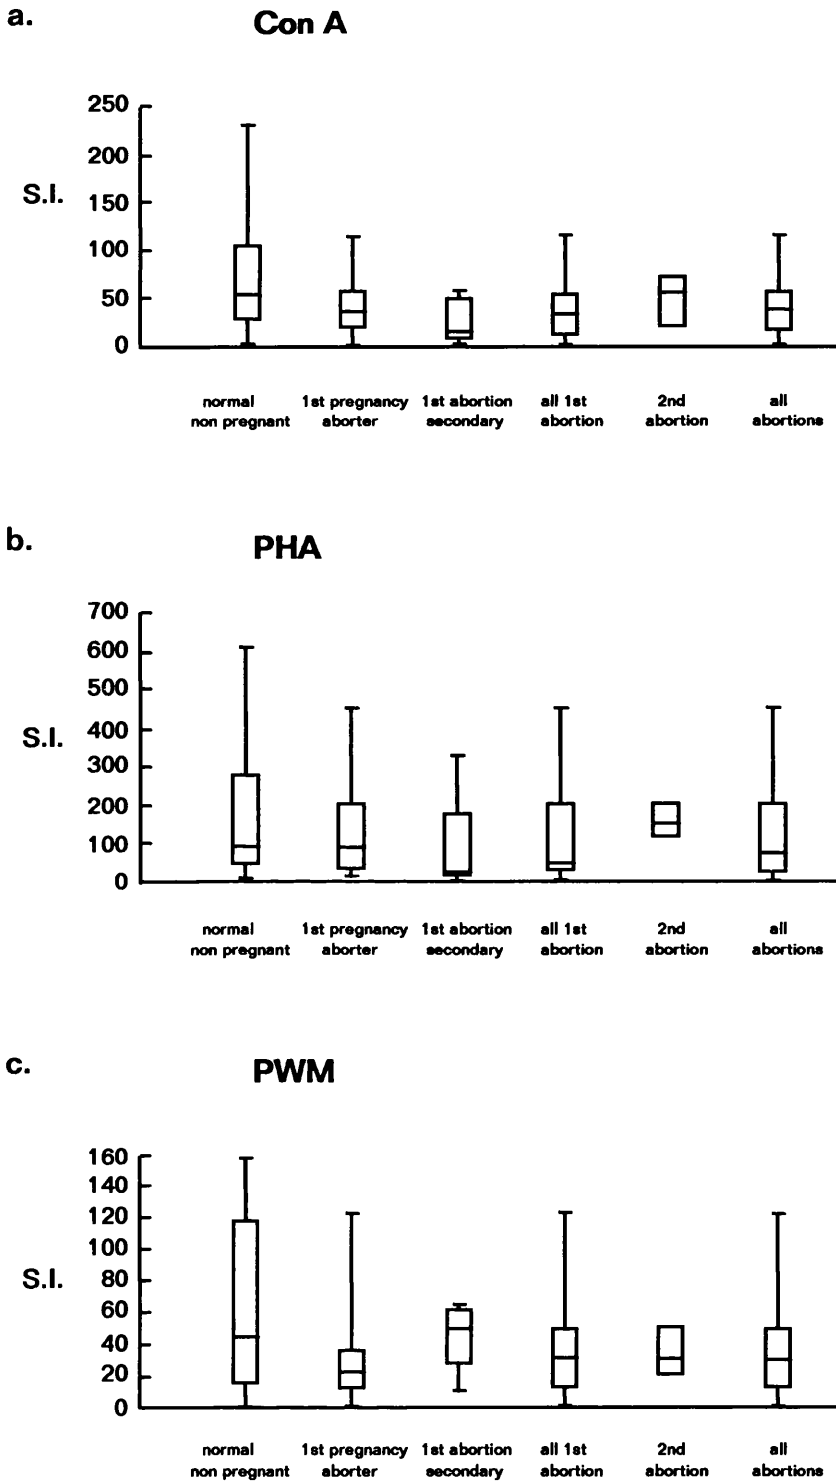 a.
Con A
250
200
S.I.
150
100
50
0
normal 1st pregnancy 1st abortion all 1st 2nd all
non pregnant aborter secondary abortion abortion abortions
b.
PHA
700
600
500
S.I.
400
300
200
100
0
normal 1st pregnancy 1st abortion all 1st 2nd all
non pregnant aborter secondary abortion abortion abortions
c.
PWM
160
140
120
100
S.I.
80
60
40
20
0
normal 1st pregnancy 1st abortion all 1st 2nd all
non pregnant aborter secondary abortion abortion abortions